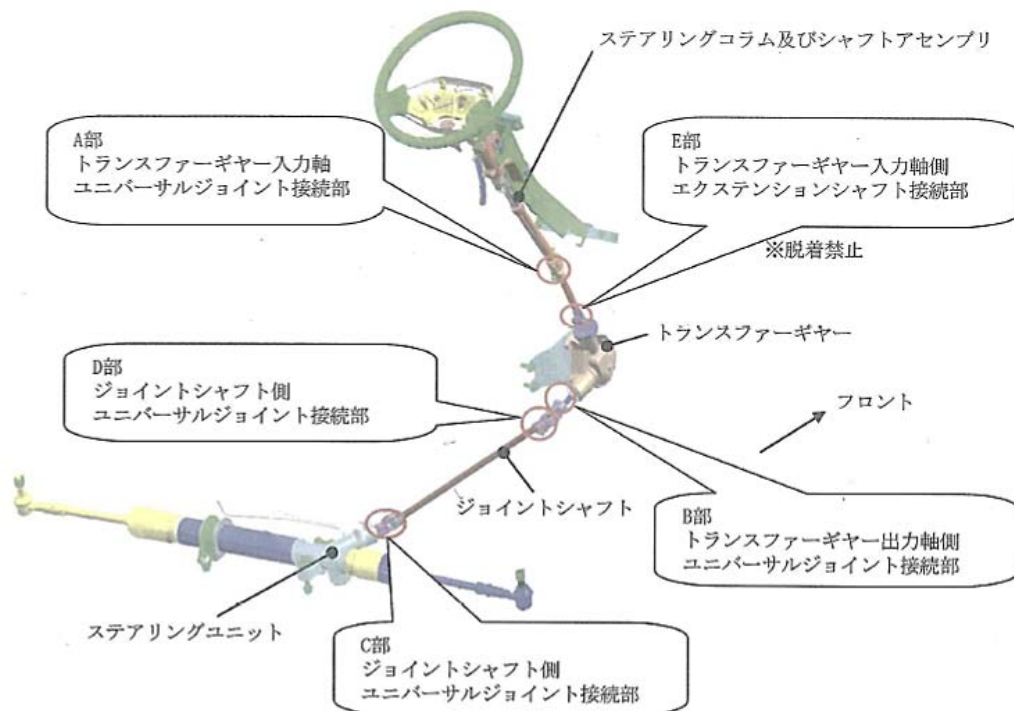 ステアリングコラム及びシャフトアセンブリ
A部
トランスファーギヤー入力軸
ユニバーサルジョイント接続部
E部
トランスファーギヤー入力軸側
エクステンションシャフト接続部
※脱着禁止
トランスファーギヤー
D部
ジョイントシャフト側
ユニバーサルジョイント接続部
フロント
ジョイントシャフト
B部
トランスファーギヤー出力軸側
ユニバーサルジョイント接続部
ステアリングユニット
C部
ジョイントシャフト側
ユニバーサルジョイント接続部